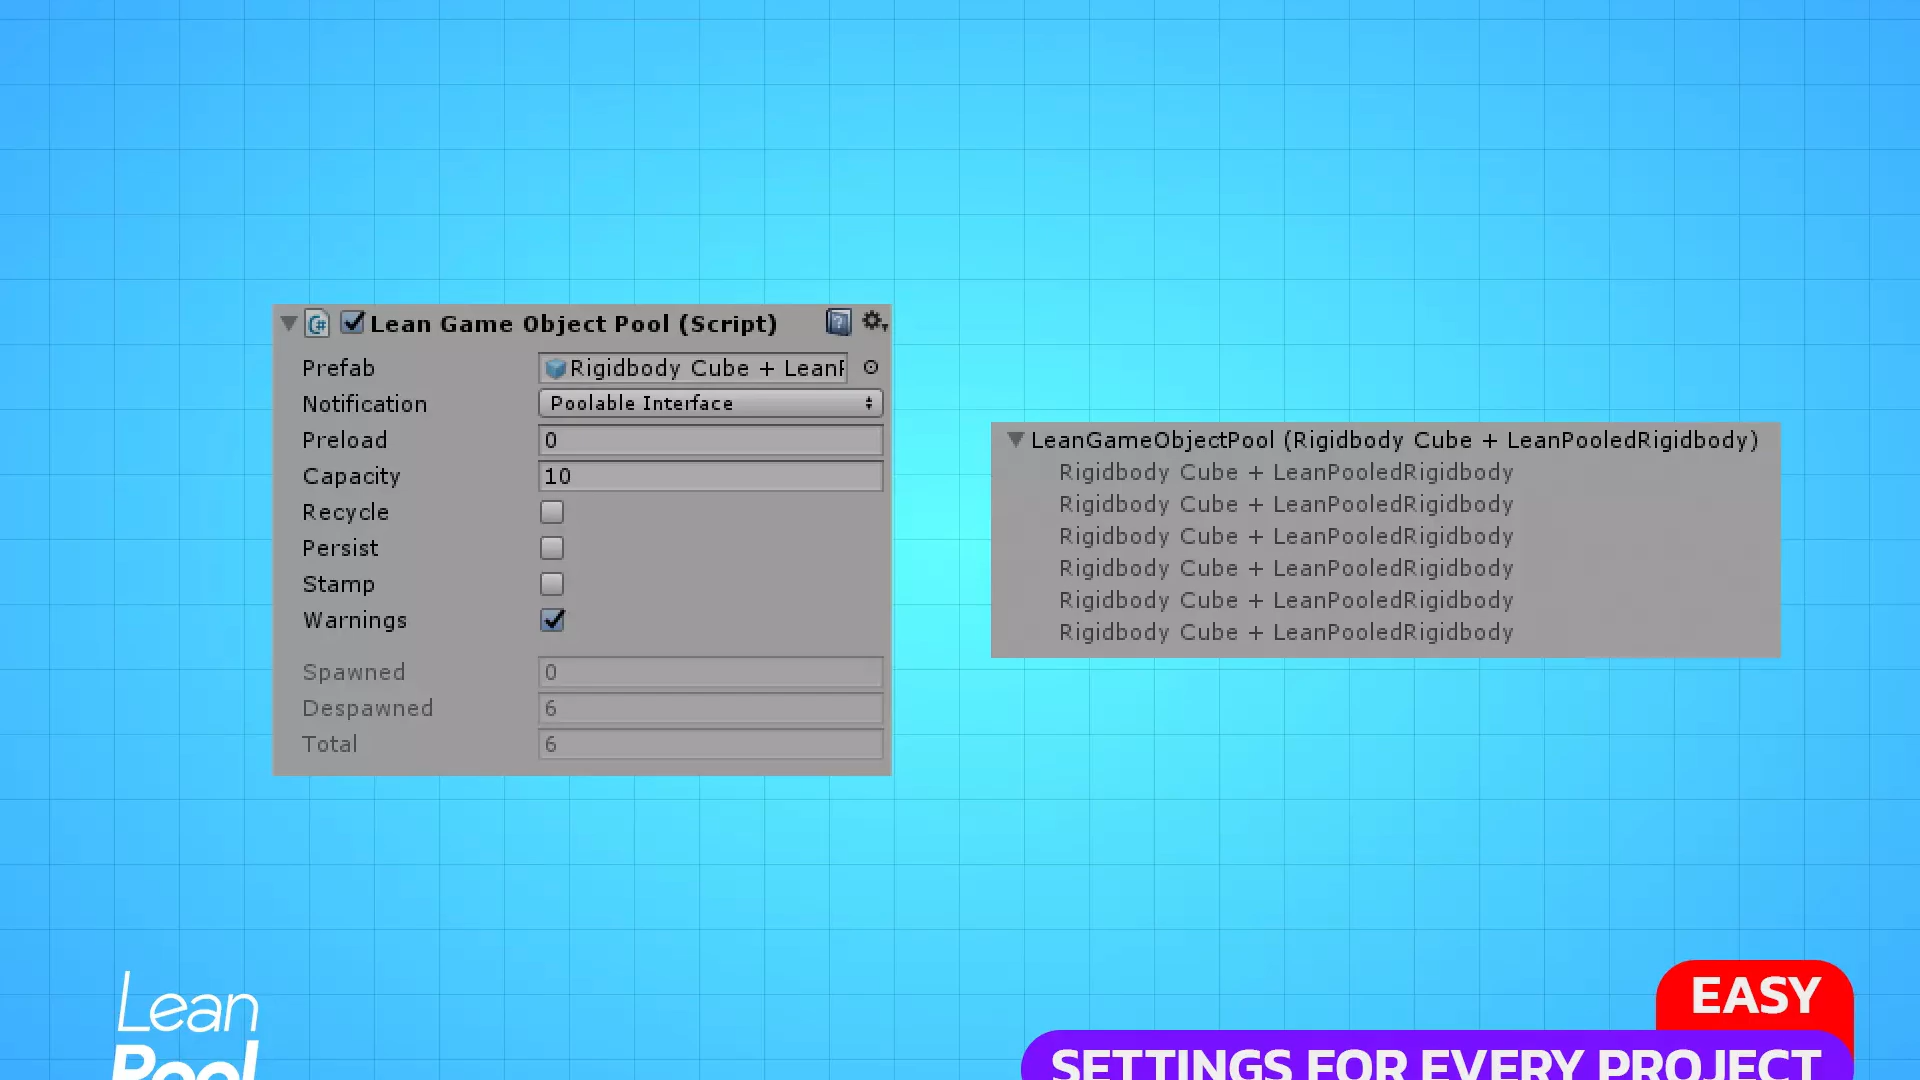 Lean Game Object Pool (Script)
Prefab
Rigidbody Cube + Lean
Notification
Poolable Interface
Preload
0
Capacity
10
Recycle
Persist
Stamp
Warnings
Spawned
0
Despawned
6
Total
6
LeanGameObjectPool (Rigidbody Cube + LeanPooledRigidbody)
Rigidbody Cube + LeanPooledRigidbody
Rigidbody Cube + LeanPooledRigidbody
Rigidbody Cube + LeanPooledRigidbody
Rigidbody Cube + LeanPooledRigidbody
Rigidbody Cube + LeanPooledRigidbody
Rigidbody Cube + LeanPooledRigidbody
Lean
Pool
EASY
SETTINGS FOR EVERY PROJECT